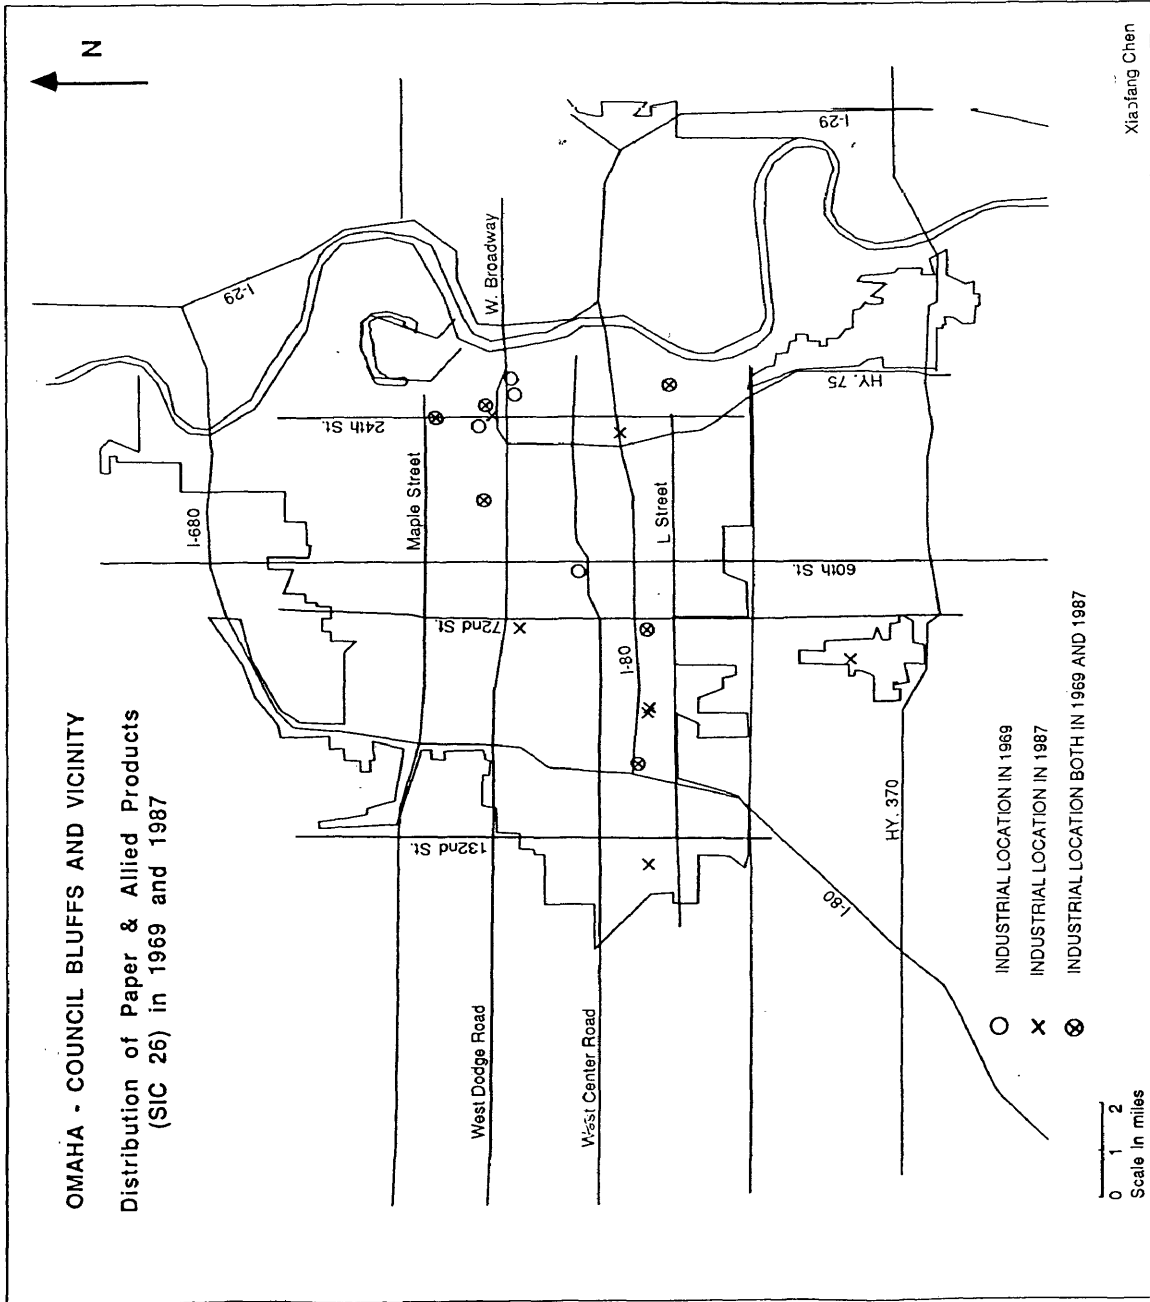 OMAHA - COUNCIL BLUFFS AND VICINITY
Distribution of Paper & Allied Products
(SIC 26) in 1969 and 1987
N
I-29
I-680
24th St.
W. Broadway
Maple Street
72nd St.
132nd St.
West Dodge Road
West Center Road
I-80
L Street
60th St.
HY. 75
I-29
HY. 370
I-80
INDUSTRIAL LOCATION IN 1969
INDUSTRIAL LOCATION IN 1987
INDUSTRIAL LOCATION BOTH IN 1969 AND 1987
0 1 2
Scale in miles
Xiaofang Chen